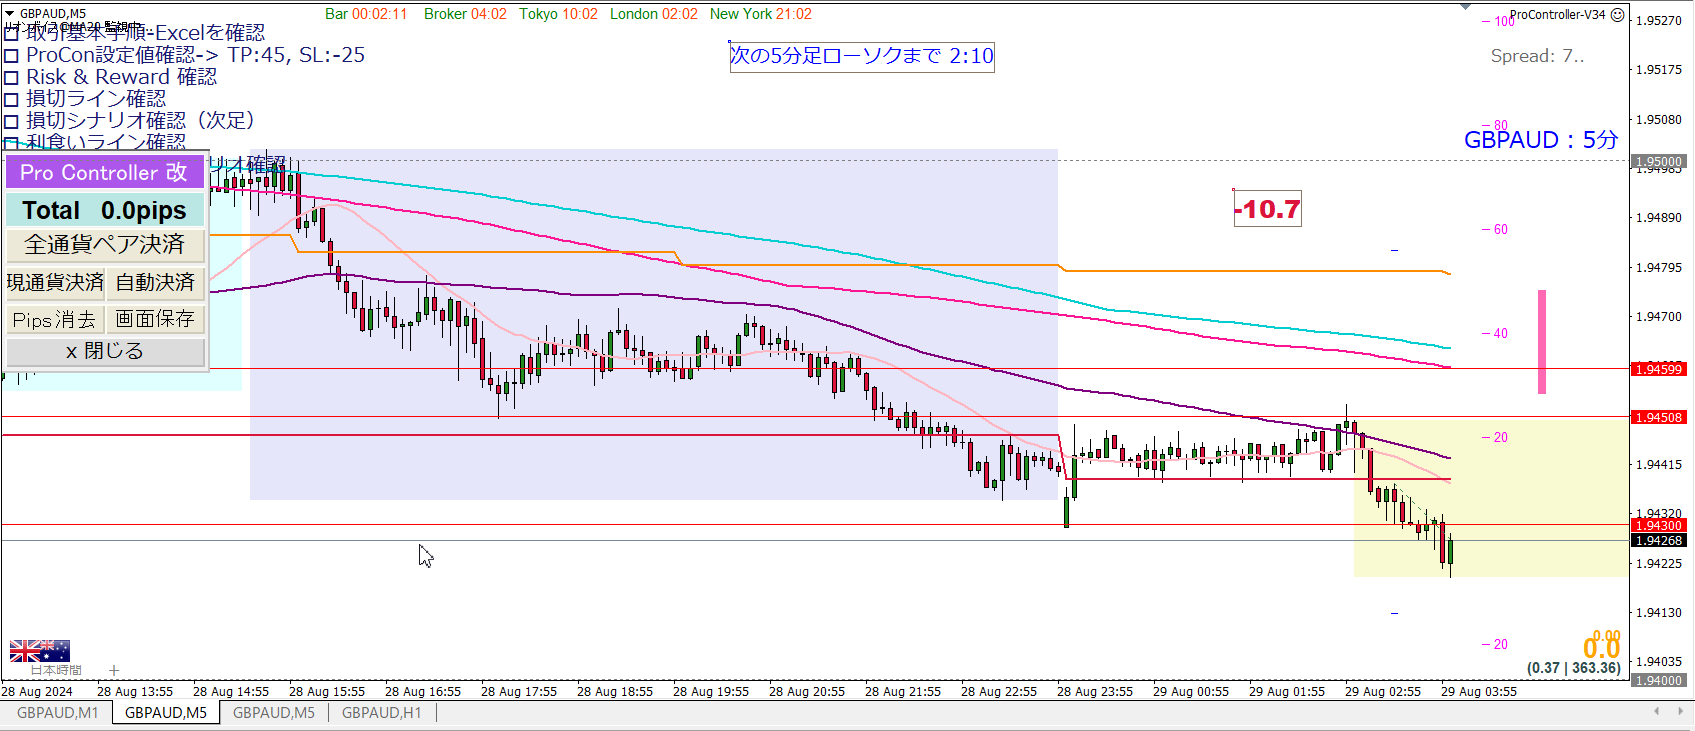 GBPAUD,M5
Bar 00:02:11 Broker 04:02 Tokyo 10:02 London 02:02 New York 21:02
ProController-V34
取引基本手順-Excelを確認
ProCon設定値確認-> TP:45, SL:-25
Risk & Reward 確認
損切ライン確認
損切シナリオ確認（次足）
利食いライン確認
リオ確認
次の5分足ローソクまで 2:10
Spread: 7..
GBPAUD：5分
-10.7
Pro Controller 改
Total 0.0pips
全通貨ペア決済
現通貨決済 自動決済
Pips消去 画面保存
x 閉じる
100
80
60
40
20
20
1.95270
1.95175
1.95080
1.95000
1.94985
1.94890
1.94795
1.94700
1.94599
1.94508
1.94415
1.94320
1.94300
1.94268
1.94225
1.94130
1.94035
1.94000
0.00
0.0
(0.37 | 363.36)
日本時間
28 Aug 2024 28 Aug 13:55 28 Aug 14:55 28 Aug 15:55 28 Aug 16:55 28 Aug 17:55 28 Aug 18:55 28 Aug 19:55 28 Aug 20:55 28 Aug 21:55 28 Aug 22:55 28 Aug 23:55 29 Aug 00:55 29 Aug 01:55 29 Aug 02:55 29 Aug 03:55
GBPAUD,M1 GBPAUD,M5 GBPAUD,M5 GBPAUD,H1